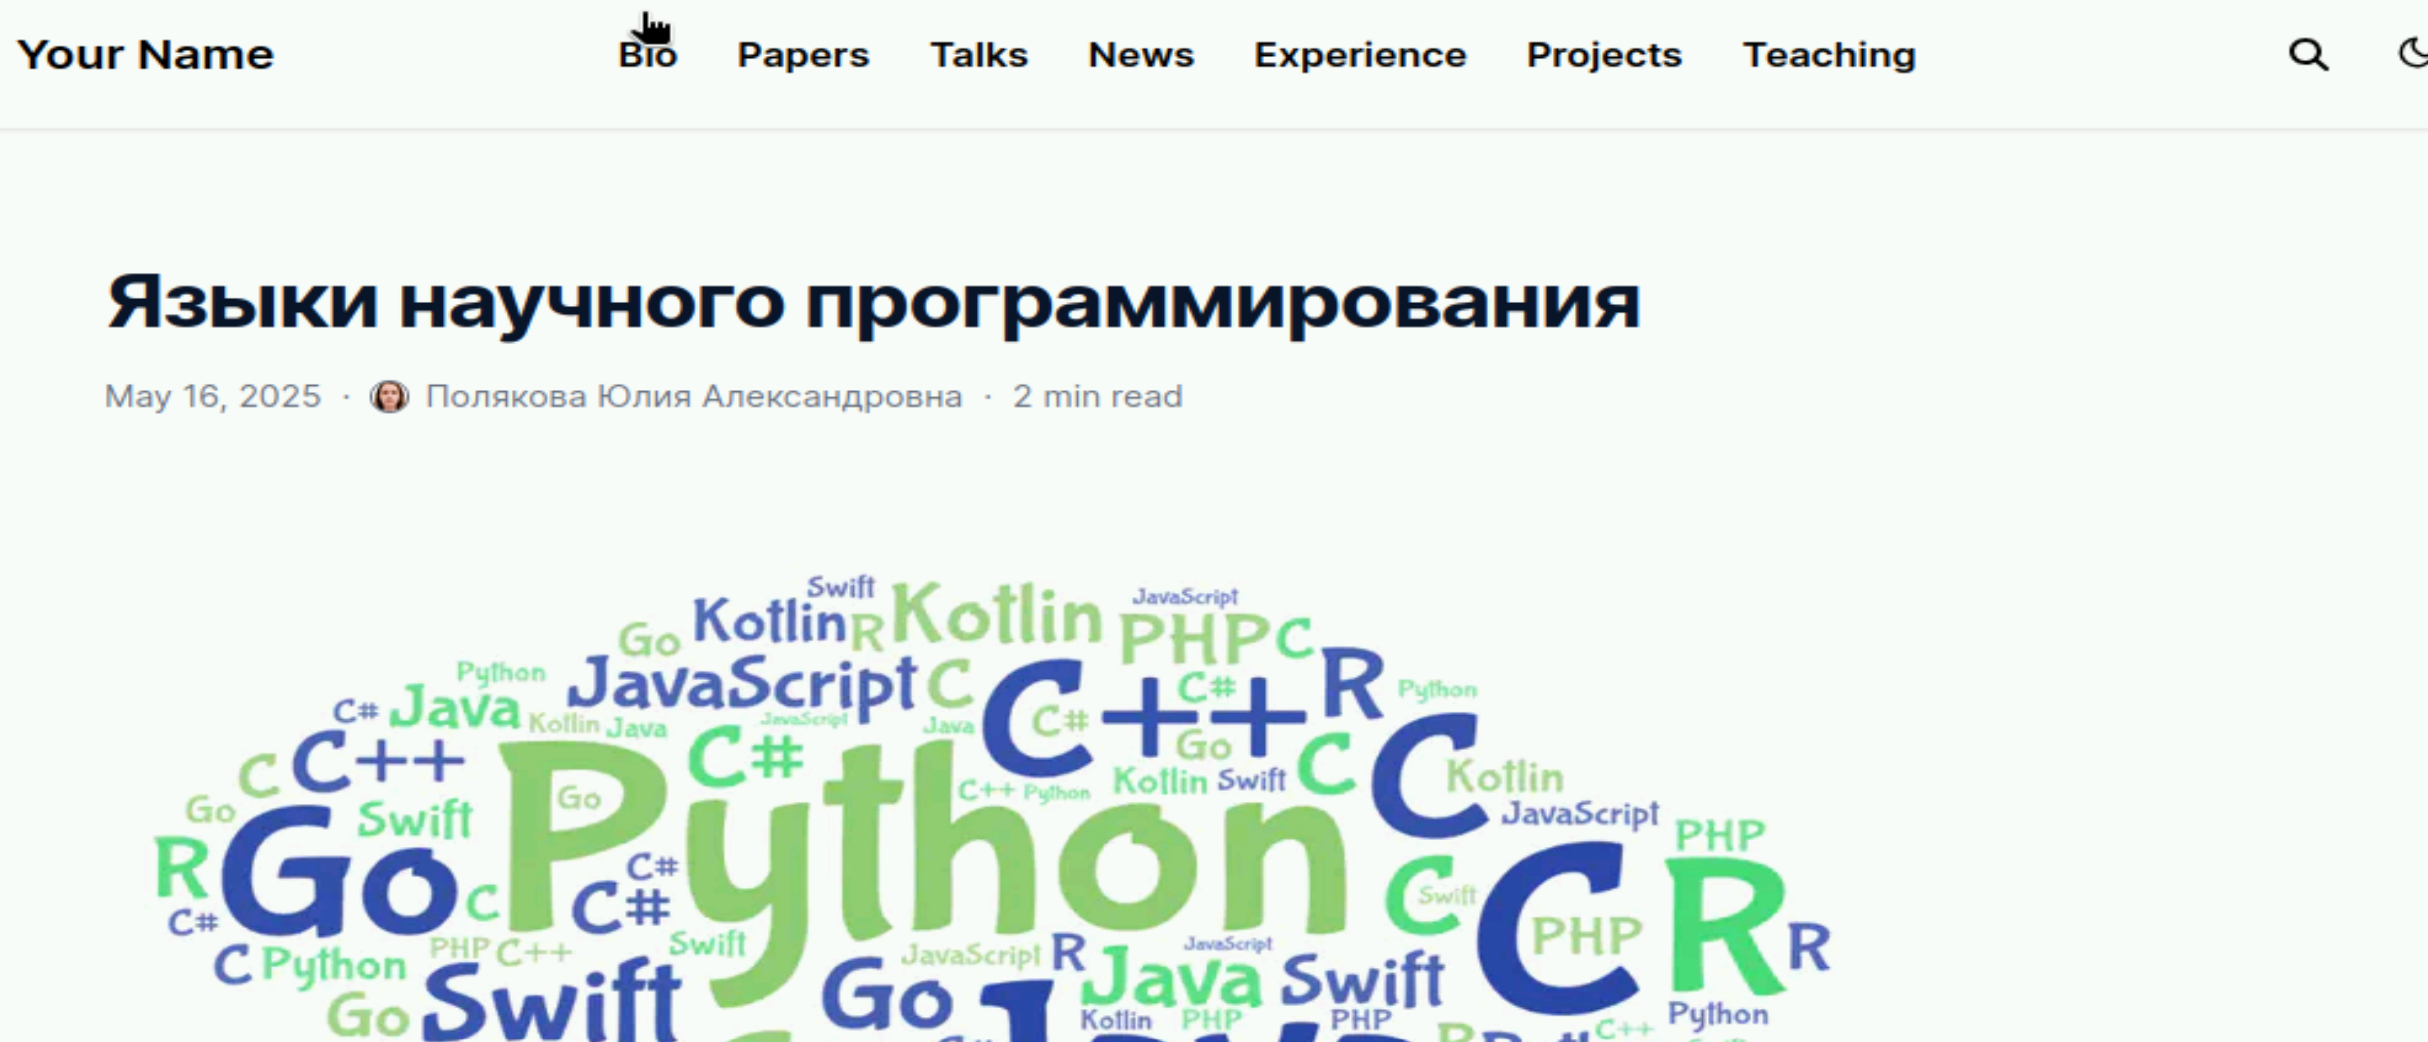 Your Name Bio Papers Talks News Experience Projects Teaching
Языки научного программирования
May 16, 2025 · Полякова Юлия Александровна · 2 min read
Swift
JavaScript
Go Kotlin R Kotlin PHP C
Python JavaScript C C++ C# R Python
C# Java Kotlin Java JavaScript Java C# Go
C C++ C# C++ Python Kotlin Swift C C Kotlin
Go Swift Go Python JavaScript PHP
R Go C C# C# C Swift C PHP R R
C# C Python PHP C++ Swift JavaScript R JavaScript
Go Swift Go Java Swift Python
Kotlin PHP PHP C++